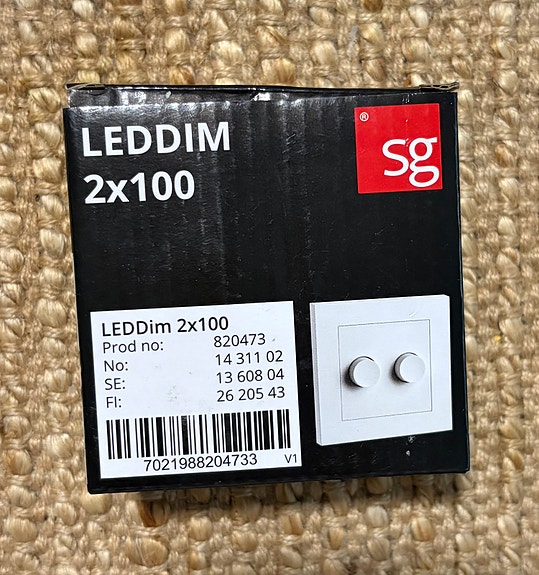 LEDDIM
2x100
® sg
LEDDim 2x100
Prod no: 820473
No: 14 311 02
SE: 13 608 04
FI: 26 205 43
7021988204733 V1